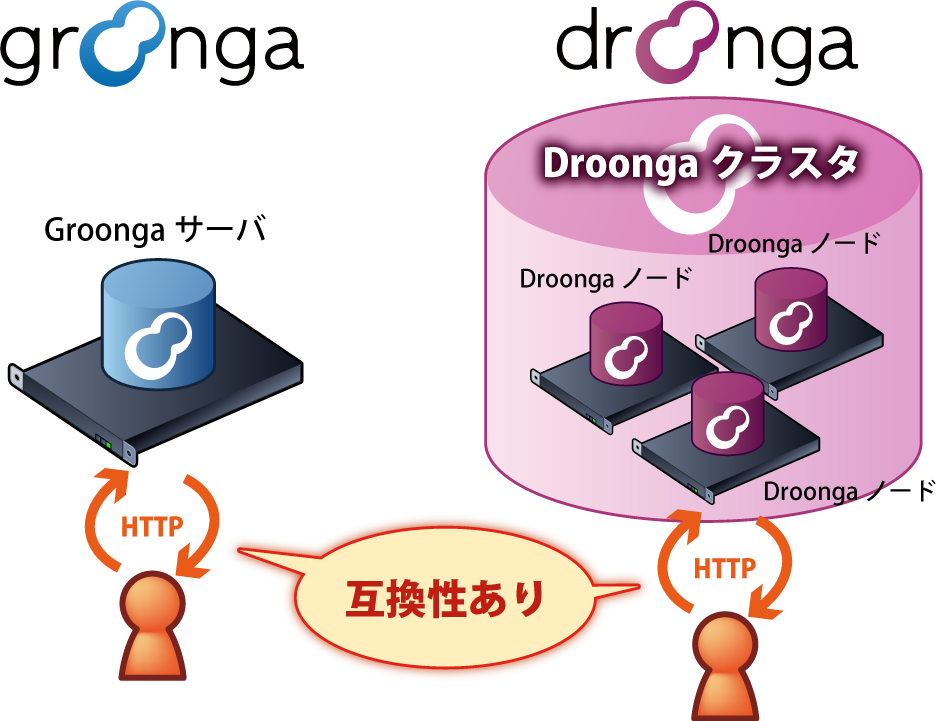 groonga
droonga
Droonga クラスタ
Groonga サーバ
Droonga ノード
Droonga ノード
Droonga ノード
HTTP
HTTP
互換性あり